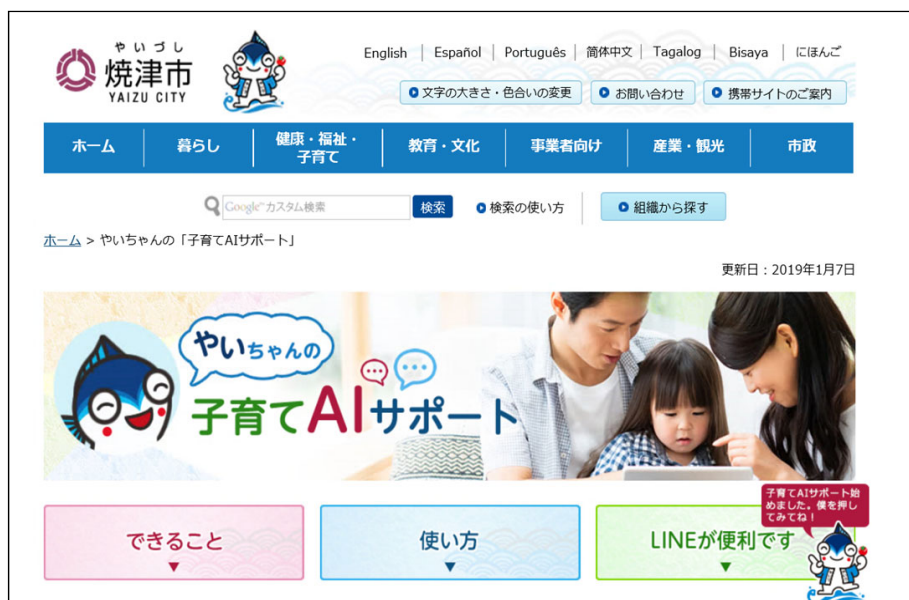 やいづし
焼津市
YAIZU CITY
English | Español | Português | 简体中文 | Tagalog | Bisaya | にほんご
文字の大きさ・色合いの変更
お問い合わせ
携帯サイトのご案内
ホーム
暮らし
健康・福祉・
子育て
教育・文化
事業者向け
産業・観光
市政
Google™ カスタム検索
検索
検索の使い方
組織から探す
ホーム > やいちゃんの「子育てAIサポート」
更新日：2019年1月7日
やいちゃんの
子育てAIサポート
できること
使い方
LINEが便利です
子育てAIサポート始
めました。僕を押し
てみてね！